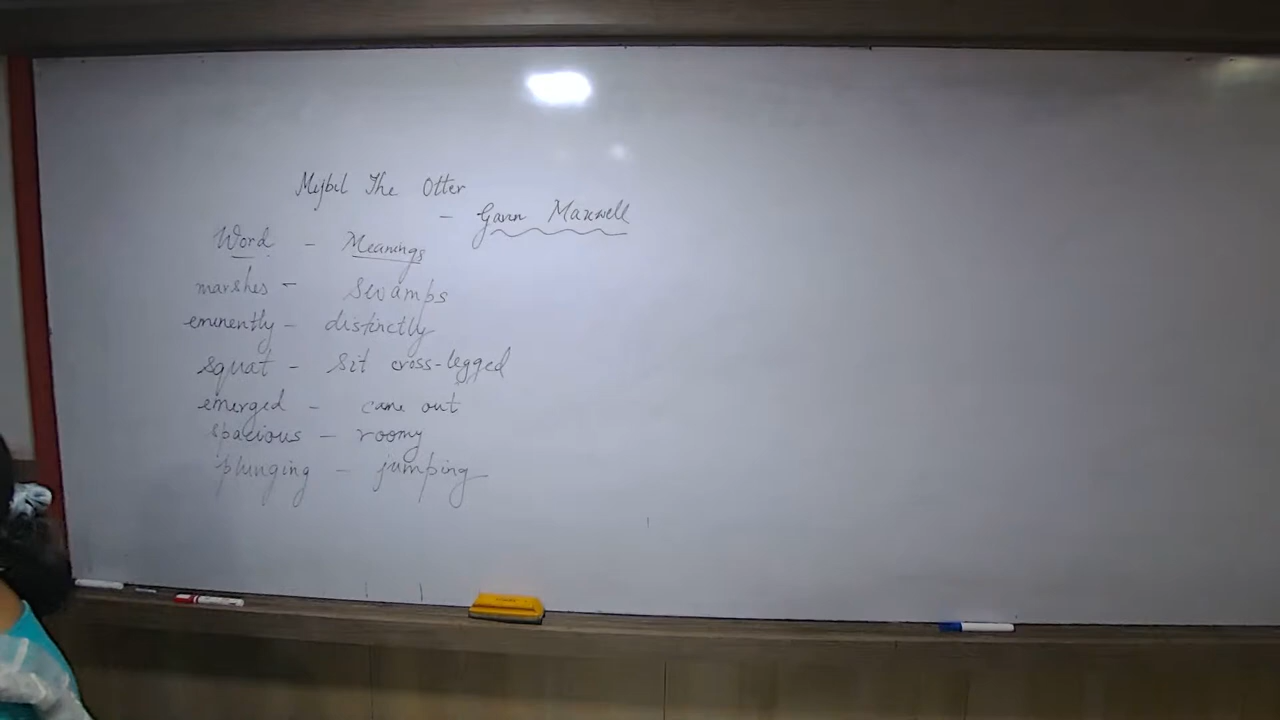 Mijbil The Otter
- Gavin Maxwell
Word - Meanings
marshes - swamps
eminently - distinctly
squat - sit cross-legged
emerged - came out
spacious - roomy
plunging - jumping